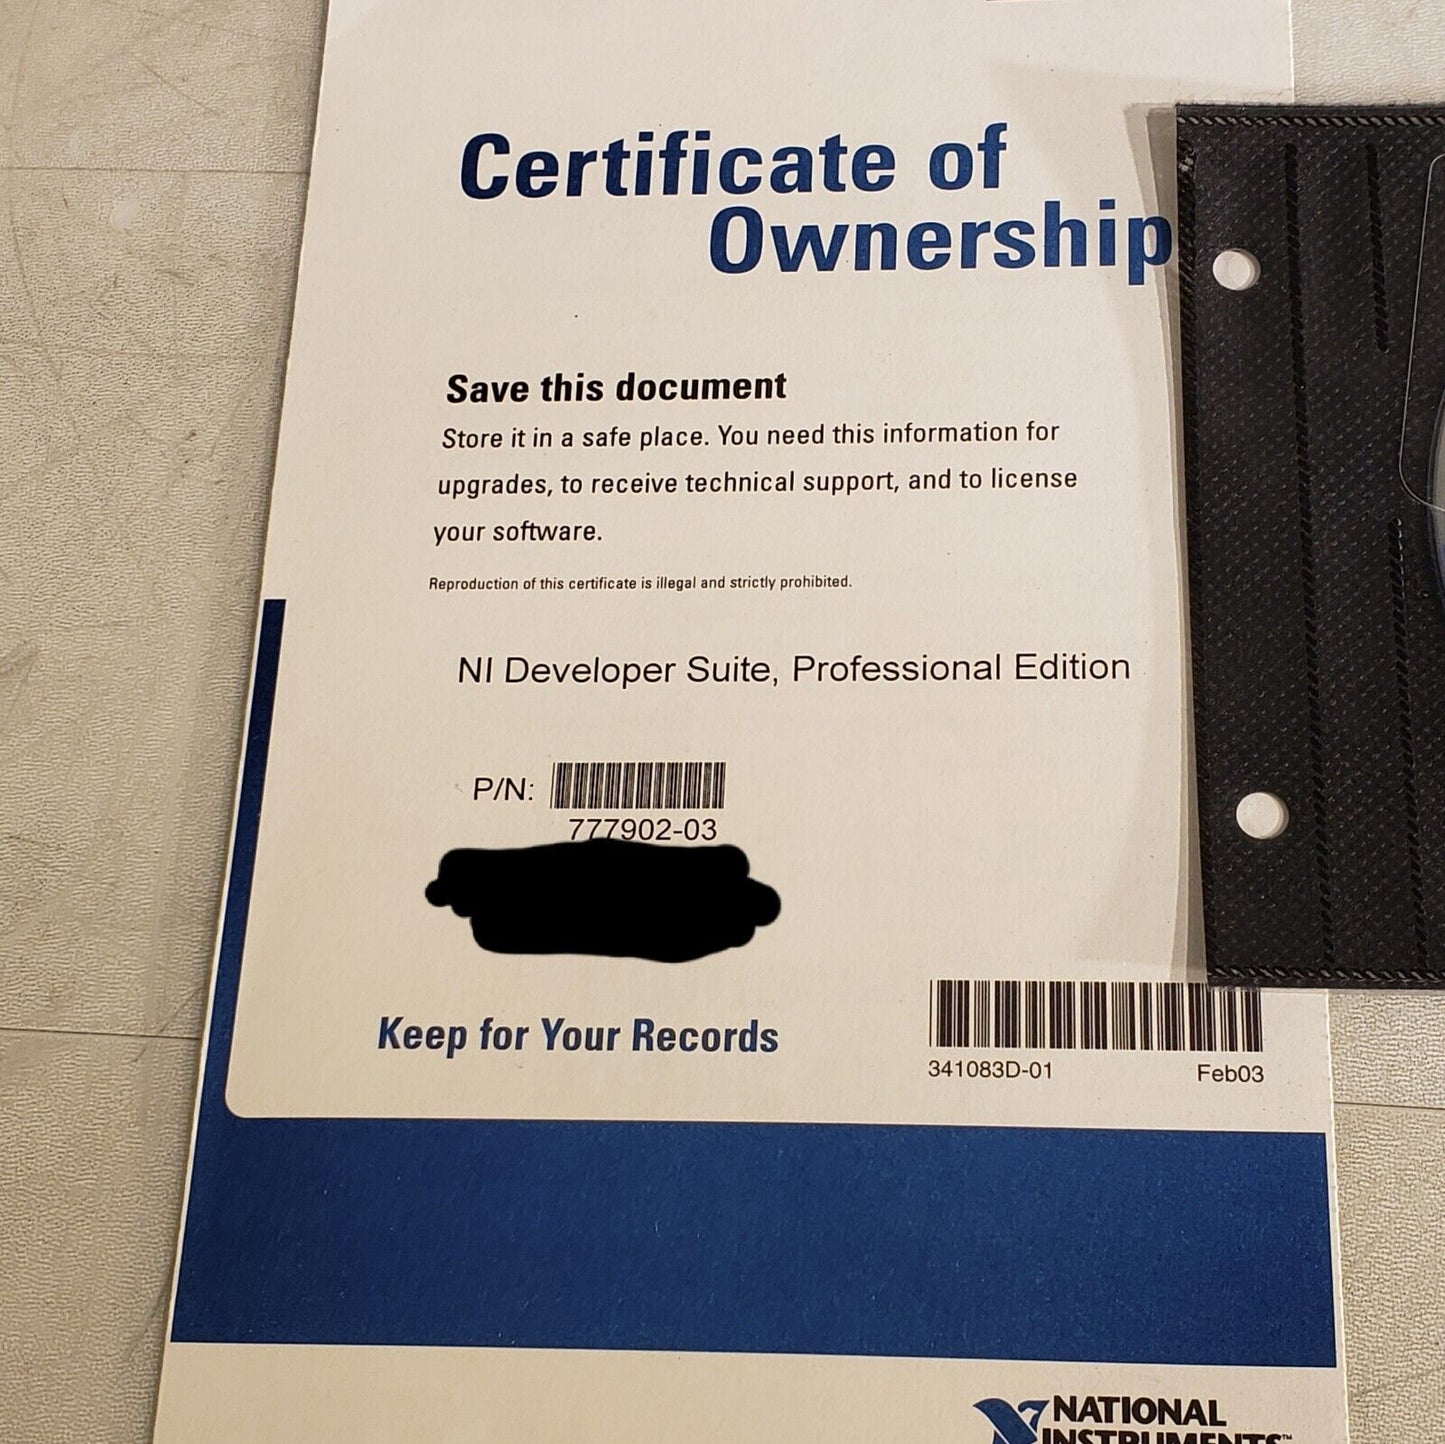 Certificate of
Ownership
Save this document
Store it in a safe place. You need this information for
upgrades, to receive technical support, and to license
your software.
Reproduction of this certificate is illegal and strictly prohibited.
NI Developer Suite, Professional Edition
P/N:
777902-03
Keep for Your Records
341083D-01 Feb03
NATIONAL
INSTRUMENTS™